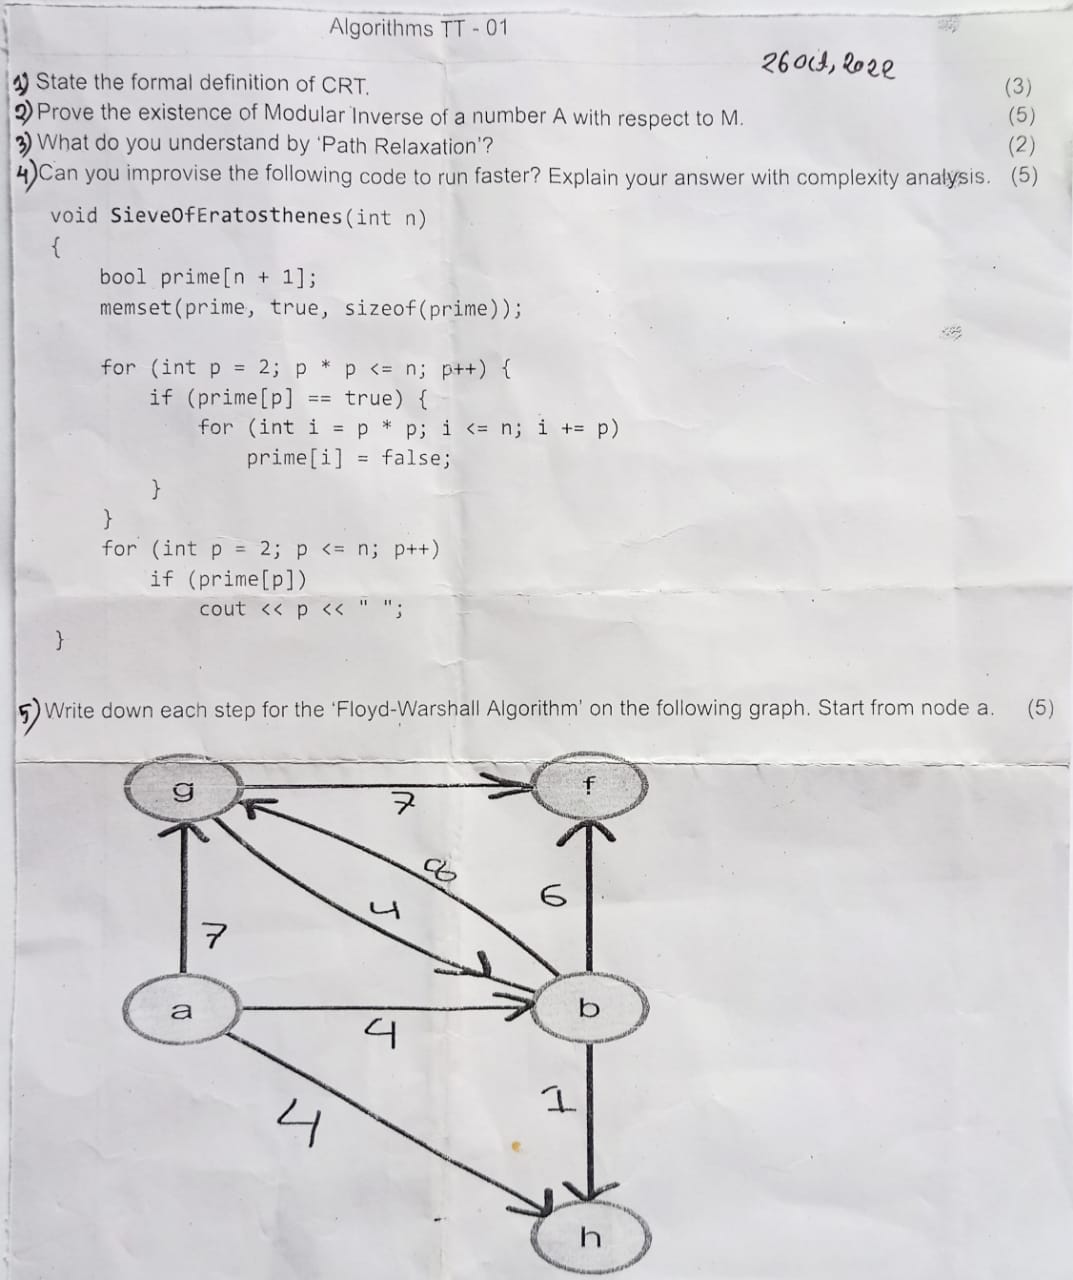 Algorithms TT - 01
26 Oct, 2022
1) State the formal definition of CRT. (3)
2) Prove the existence of Modular Inverse of a number A with respect to M. (5)
3) What do you understand by ‘Path Relaxation’? (2)
4) Can you improvise the following code to run faster? Explain your answer with complexity analysis. (5)
void SieveOfEratosthenes(int n)
{
bool prime[n + 1];
memset(prime, true, sizeof(prime));
for (int p = 2; p * p <= n; p++) {
if (prime[p] == true) {
for (int i = p * p; i <= n; i += p)
prime[i] = false;
}
}
for (int p = 2; p <= n; p++)
if (prime[p])
cout << p << " ";
}
5) Write down each step for the ‘Floyd-Warshall Algorithm’ on the following graph. Start from node a. (5)
g
f
7
8
6
4
7
a
b
4
1
4
h